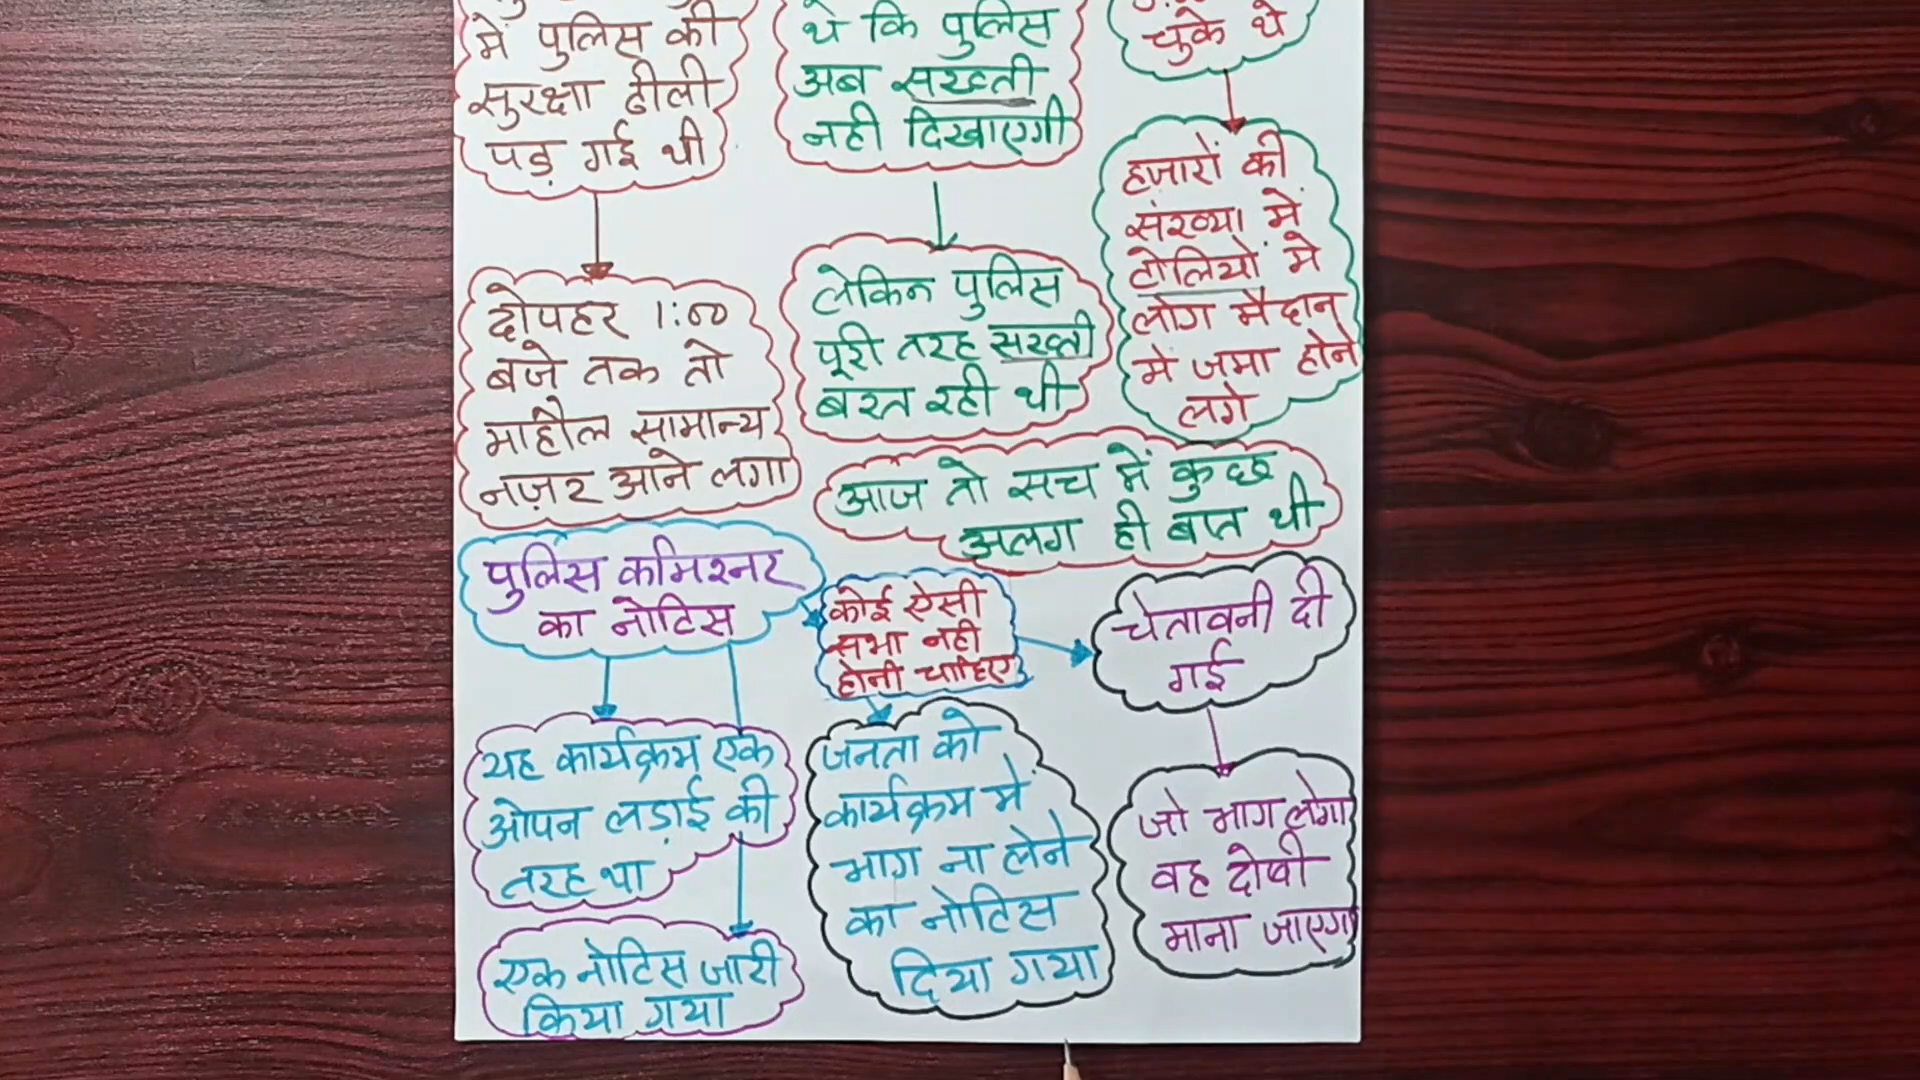 में पुलिस की
सुरक्षा ढीली
पड़ गई थी
दोपहर 1:00
बजे तक तो
माहौल सामान्य
नज़र आने लगा
थे कि पुलिस
अब सख्ती
नही दिखाएगी
लेकिन पुलिस
पूरी तरह सख्ती
बरत रही थी
चुके थे
हजारों की
संख्या में
टोलियों में
लोग मैदान
मे जमा होने
लगे
आज तो सच में कुछ
अलग ही बात थी
पुलिस कमिश्नर
का नोटिस
यह कार्यक्रम एक
ओपन लड़ाई की
तरह था
एक नोटिस जारी
किया गया
कोई ऐसी
सभा नही
होनी चाहिए
जनता को
कार्यक्रम में
भाग ना लेने
का नोटिस
दिया गया
चेतावनी दी
गई
जो भाग लेगा
वह दोषी
माना जाएगा